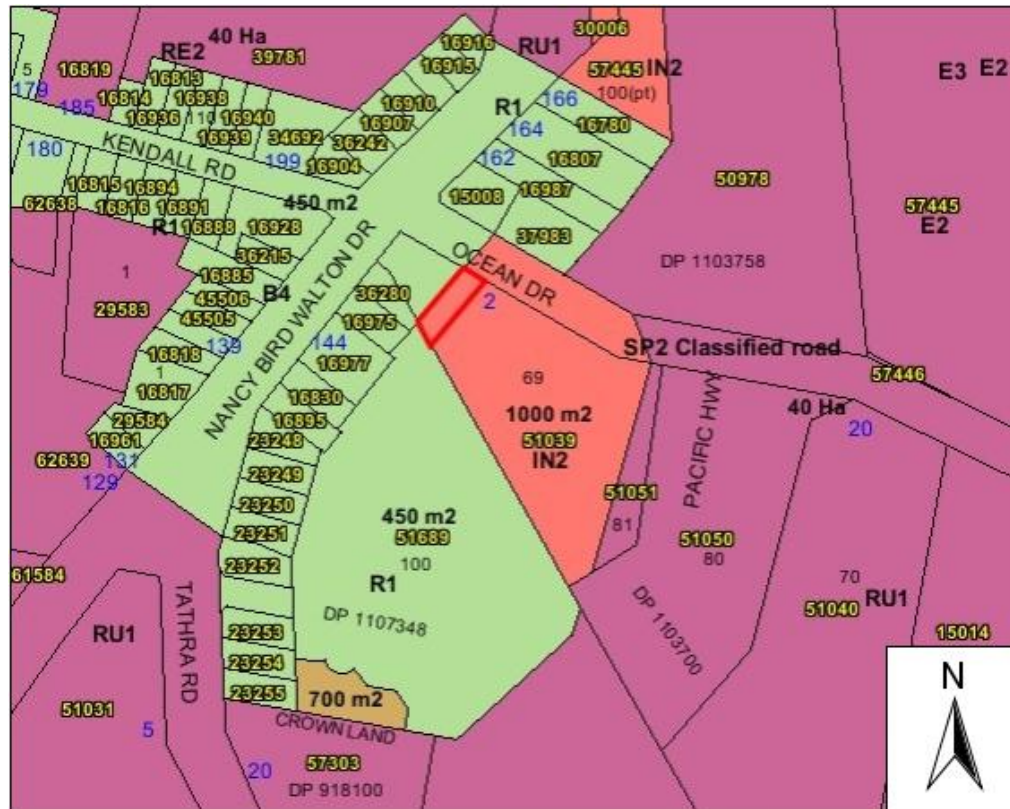 40 Ha
RE2
39781
16819
5
179
185
16813
16814
16938
16936
110
16940
16939
34692
199
36242
16904
16916
16915
16910
16907
RU1
30006
57445
IN2
100(pt)
E3
E2
R1
166
164
16780
162
16807
16987
15008
37983
50978
57445
E2
DP 1103758
180
KENDALL RD
62638
16815
16894
16816
16891
R1
16888
16928
450 m2
36215
16885
45506
45505
B4
139
1
29583
16818
1
16817
29584
16961
131
129
62639
NANCY BIRD WALTON DR
OCEAN DR
2
36280
16975
144
16977
16830
16895
23248
23249
23250
23251
23252
23253
23254
23255
69
1000 m2
51039
IN2
SP2 Classified road
57446
40 Ha
20
PACIFIC HWY
51051
81
51050
80
70
51040
RU1
15014
DP 1103700
450 m2
51689
100
R1
DP 1107348
700 m2
CROWN LAND
61584
RU1
TATHRA RD
51031
5
20
57303
DP 918100
N